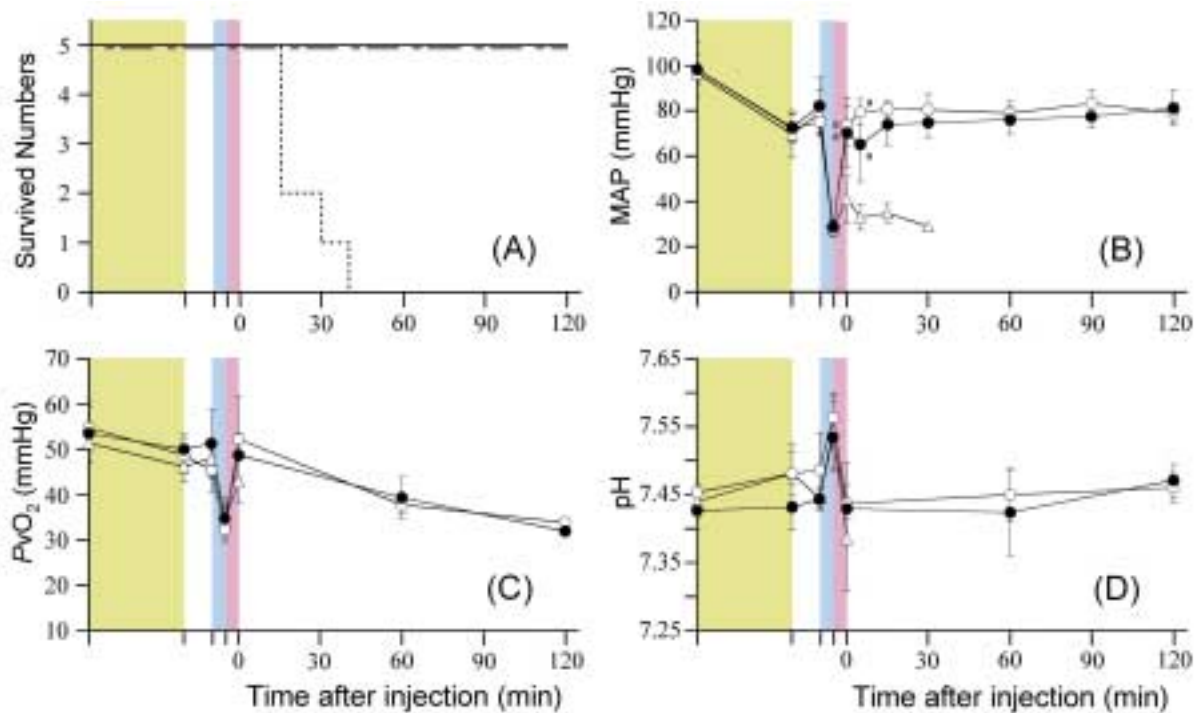 5
4
3
2
1
0
Survived Numbers
(A)
0 30 60 90 120
120
100
80
60
40
20
0
MAP (mmHg)
(B)
0 30 60 90 120
70
60
50
40
30
20
10
PvO2 (mmHg)
(C)
0 30 60 90 120
Time after injection (min)
7.65
7.55
7.45
7.35
7.25
pH
(D)
0 30 60 90 120
Time after injection (min)